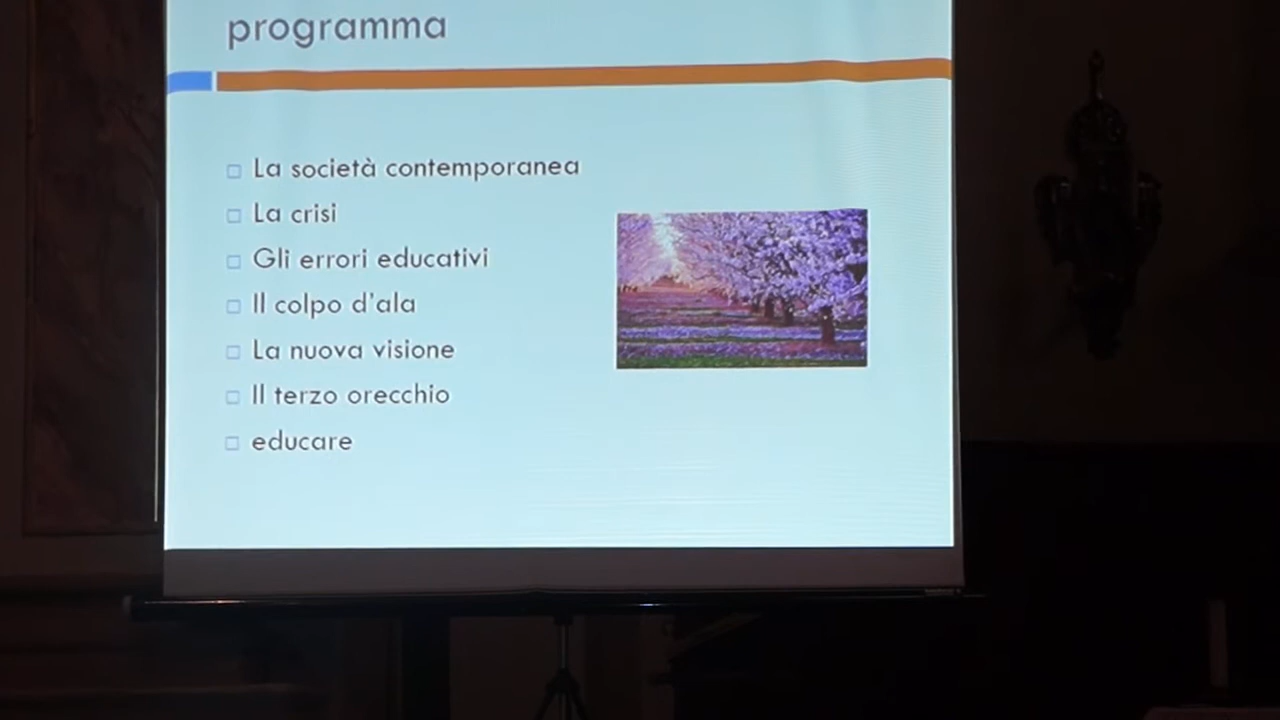 programma
La società contemporanea
La crisi
Gli errori educativi
Il colpo d'ala
La nuova visione
Il terzo orecchio
educare